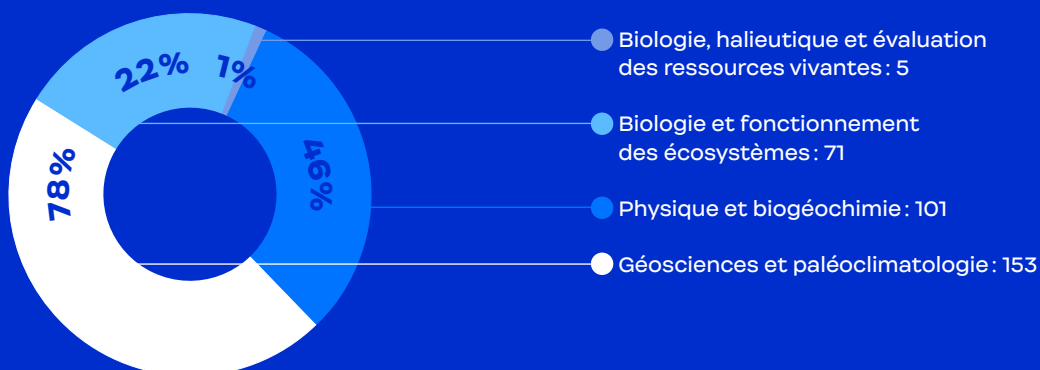 22%
1%
78%
46%
Biologie, halieutique et évaluation
des ressources vivantes : 5
Biologie et fonctionnement
des écosystèmes : 71
Physique et biogéochimie : 101
Géosciences et paléoclimatologie : 153